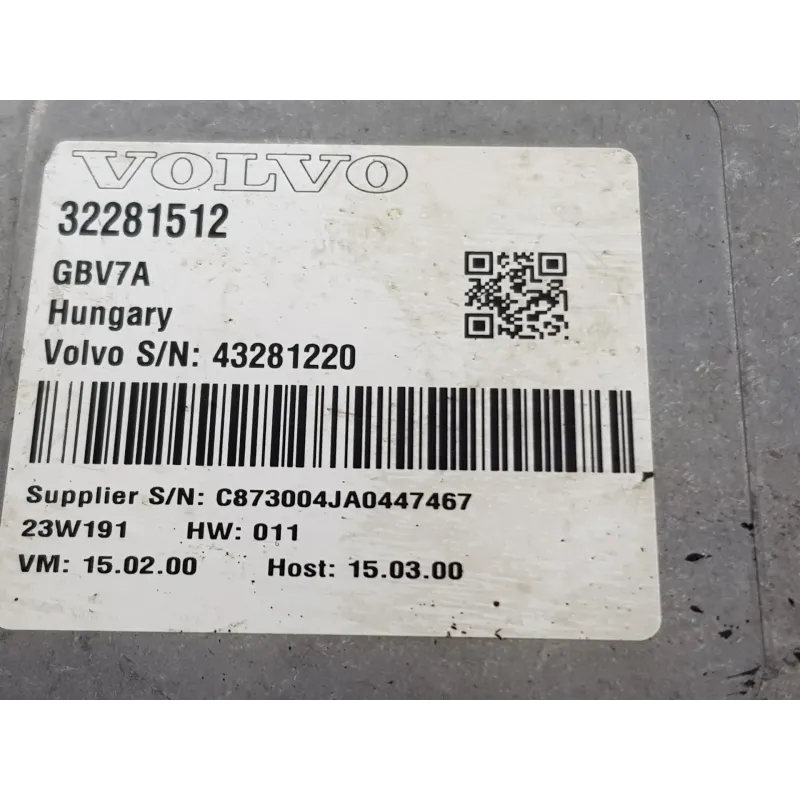 VOLVO
32281512
GBV7A
Hungary
Volvo S/N: 43281220
Supplier S/N: C873004JA0447467
23W191 HW: 011
VM: 15.02.00 Host: 15.03.00